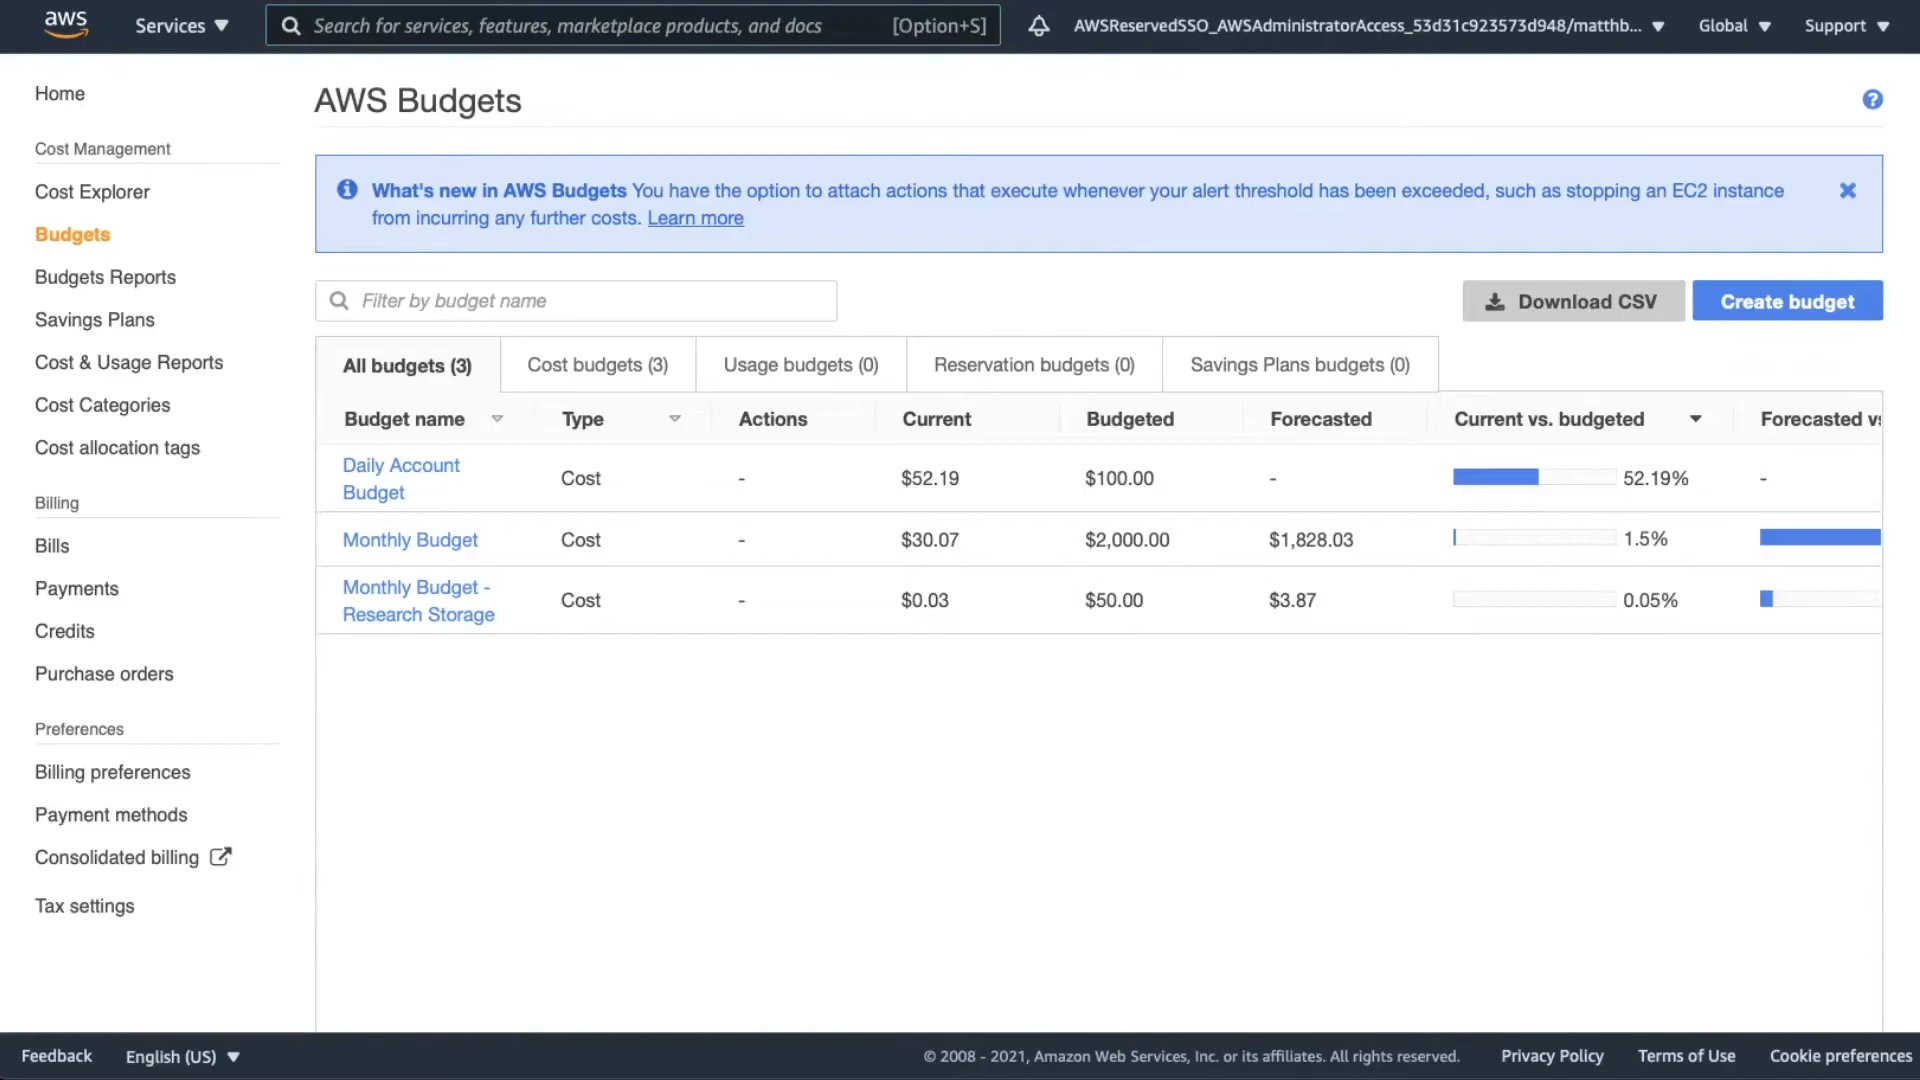 aws Services Search for services, features, marketplace products, and docs [Option+S] AWSReservedSSO_AWSAdministratorAccess_53d31c923573d948/matthb... Global Support
Home
Cost Management
Cost Explorer
Budgets
Budgets Reports
Savings Plans
Cost & Usage Reports
Cost Categories
Cost allocation tags
Billing
Bills
Payments
Credits
Purchase orders
Preferences
Billing preferences
Payment methods
Consolidated billing
Tax settings
AWS Budgets
What's new in AWS Budgets You have the option to attach actions that execute whenever your alert threshold has been exceeded, such as stopping an EC2 instance
from incurring any further costs. Learn more
Filter by budget name Download CSV Create budget
All budgets (3) Cost budgets (3) Usage budgets (0) Reservation budgets (0) Savings Plans budgets (0)
Budget name Type Actions Current Budgeted Forecasted Current vs. budgeted Forecasted vs
Daily Account
Budget Cost - $52.19 $100.00 - 52.19% -
Monthly Budget Cost - $30.07 $2,000.00 $1,828.03 1.5%
Monthly Budget -
Research Storage Cost - $0.03 $50.00 $3.87 0.05%
Feedback English (US) © 2008 - 2021, Amazon Web Services, Inc. or its affiliates. All rights reserved. Privacy Policy Terms of Use Cookie preferences